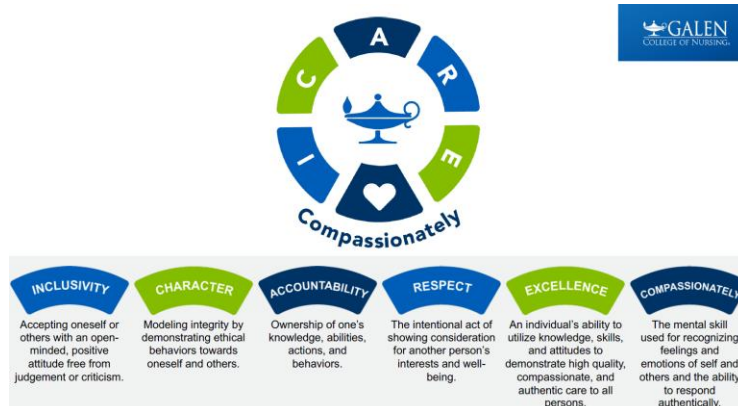 GALEN
COLLEGE OF NURSING®
I
C
A
R
E
Compassionately
INCLUSIVITY
Accepting oneself or
others with an open-
minded, positive
attitude free from
judgement or criticism.
CHARACTER
Modeling integrity by
demonstrating ethical
behaviors towards
oneself and others.
ACCOUNTABILITY
Ownership of one's
knowledge, abilities,
actions, and
behaviors.
RESPECT
The intentional act of
showing consideration
for another person's
interests and well-
being.
EXCELLENCE
An individual's ability to
utilize knowledge, skills,
and attitudes to
demonstrate high quality,
compassionate, and
authentic care to all
persons.
COMPASSIONATELY
The mental skill
used for recognizing
feelings and
emotions of self and
others and the ability
to respond
authentically.